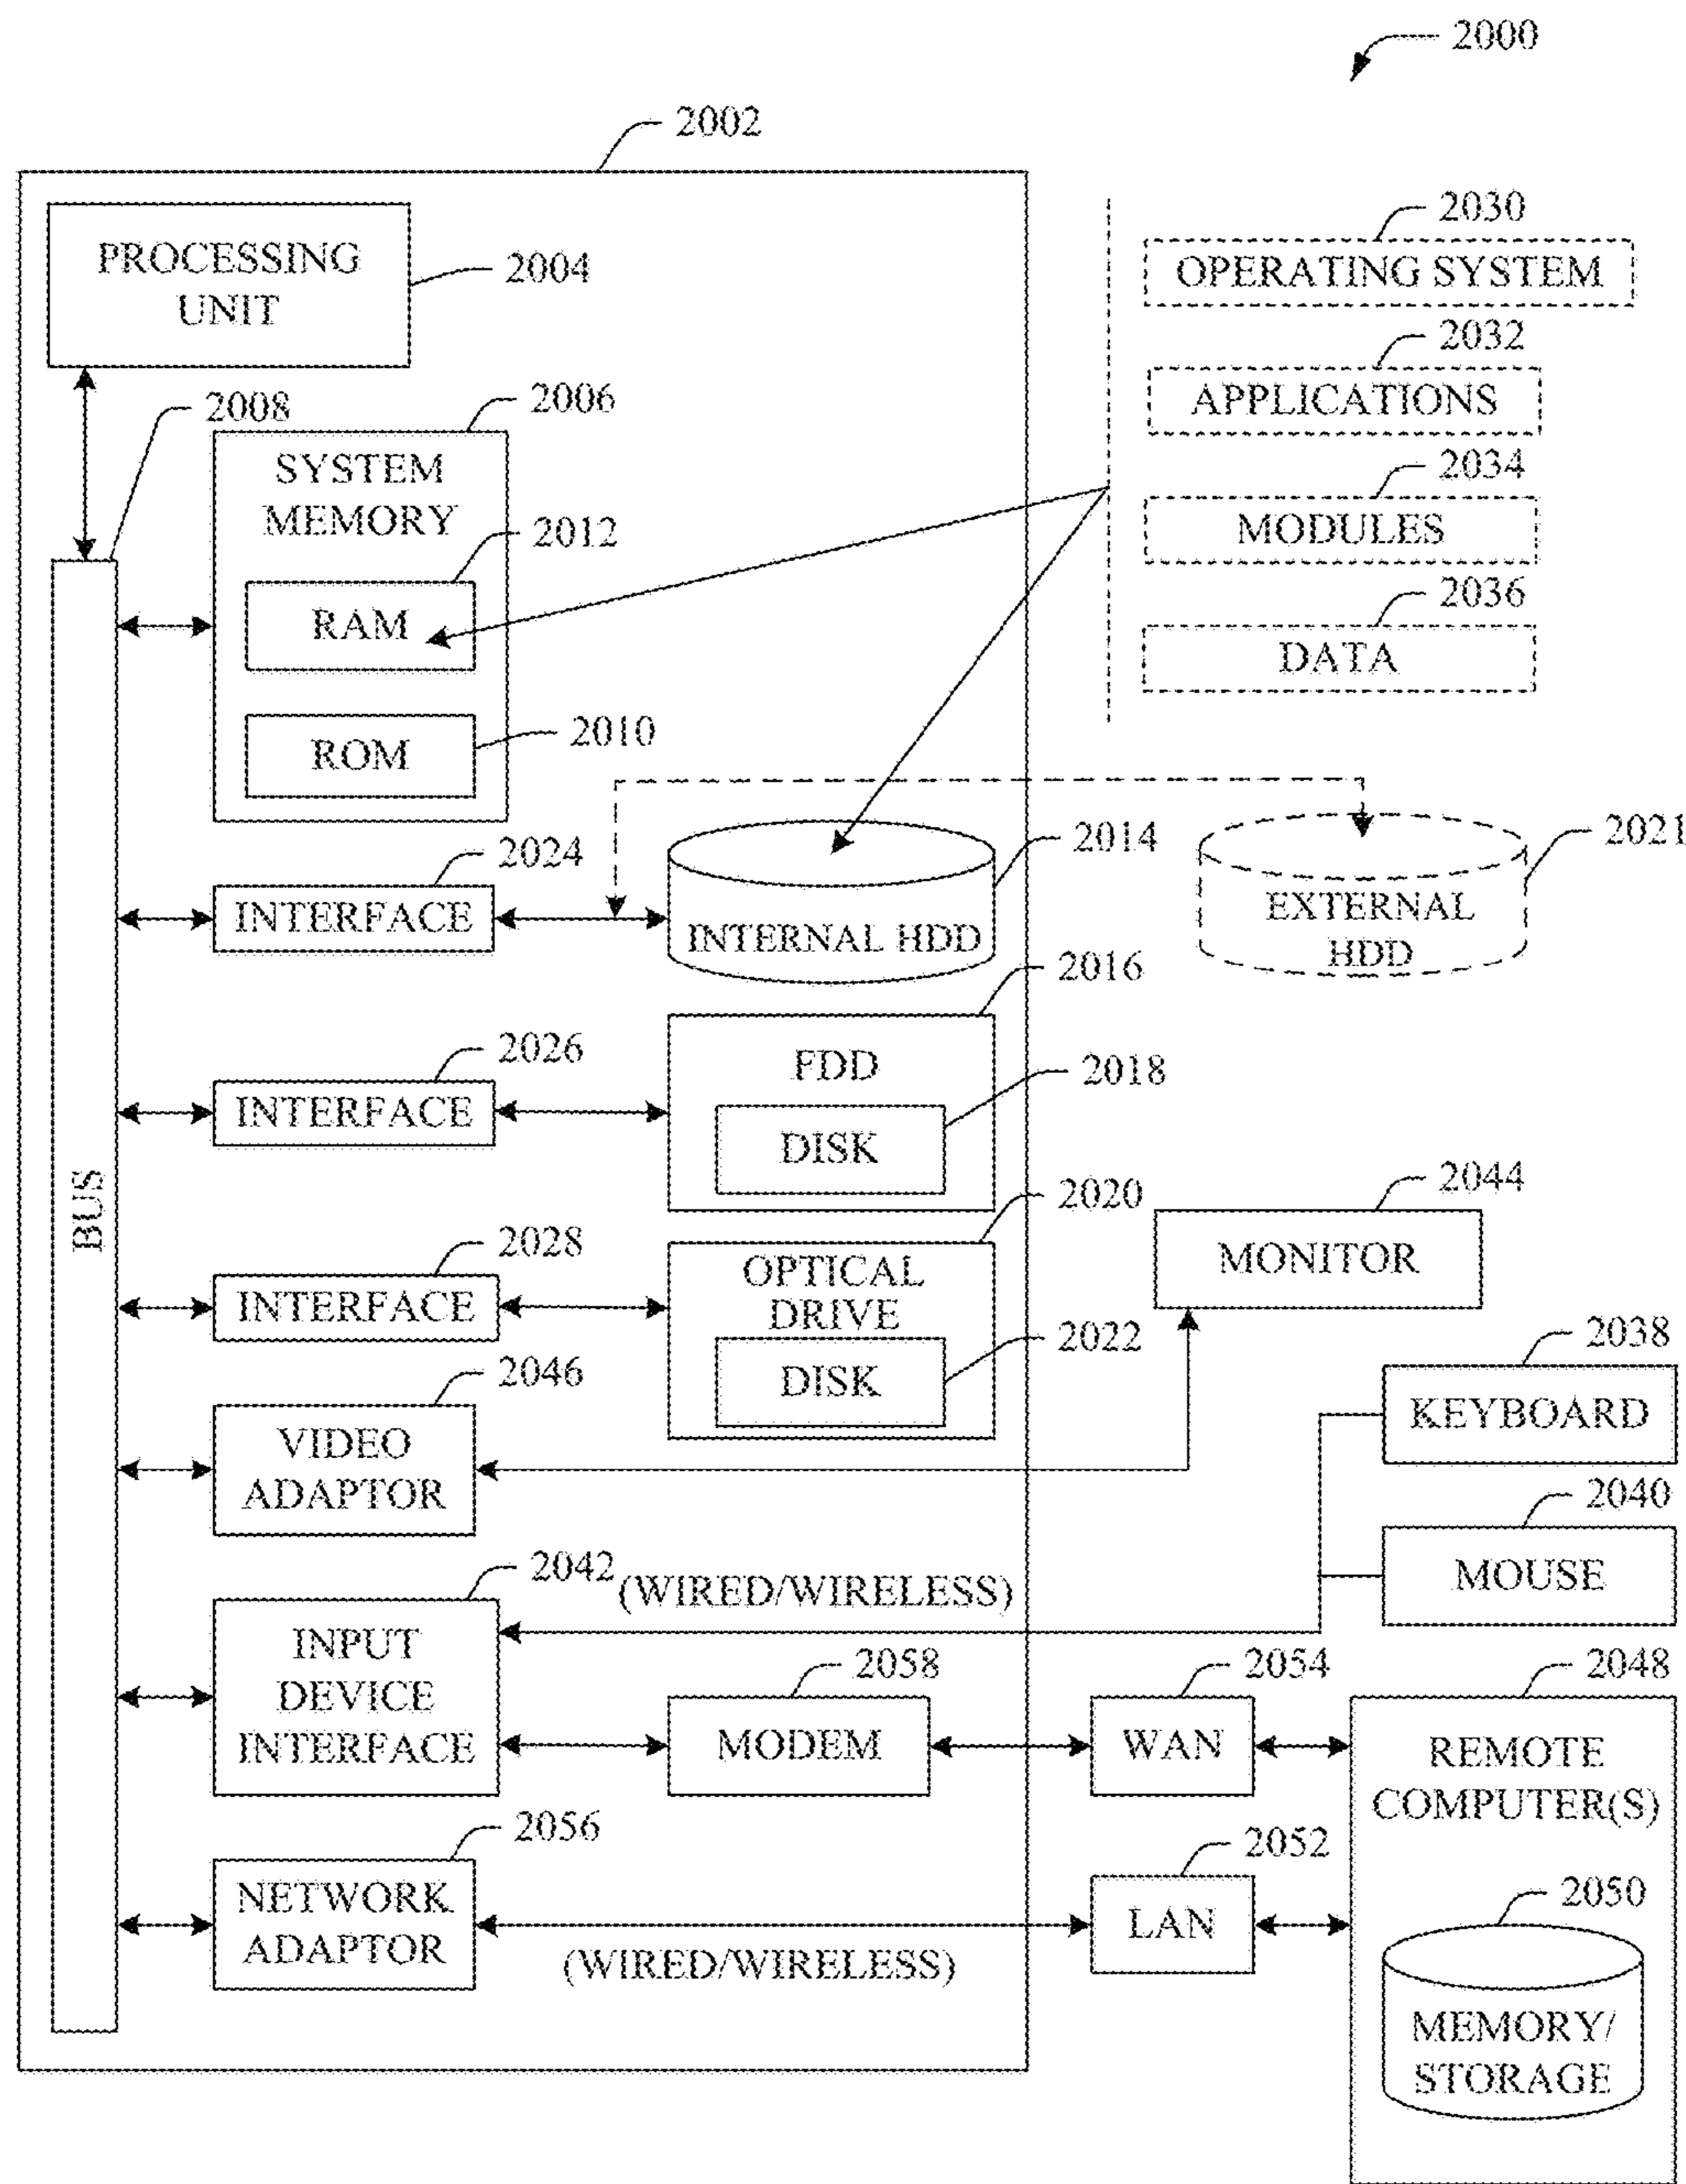 2000
2002
PROCESSING
UNIT
2004
2030
OPERATING SYSTEM
2032
APPLICATIONS
2034
MODULES
2036
DATA
2008
2006
SYSTEM
MEMORY
2012
RAM
2010
ROM
2024
INTERFACE
2014
INTERNAL HDD
2021
EXTERNAL
HDD
2026
INTERFACE
2016
FDD
2018
DISK
BUS
2028
INTERFACE
2020
OPTICAL
DRIVE
2022
DISK
2044
MONITOR
2046
VIDEO
ADAPTOR
2038
KEYBOARD
2040
MOUSE
2042
(WIRED/WIRELESS)
INPUT
DEVICE
INTERFACE
2058
MODEM
2054
WAN
2048
REMOTE
COMPUTER(S)
2056
NETWORK
ADAPTOR
(WIRED/WIRELESS)
2052
LAN
2050
MEMORY/
STORAGE